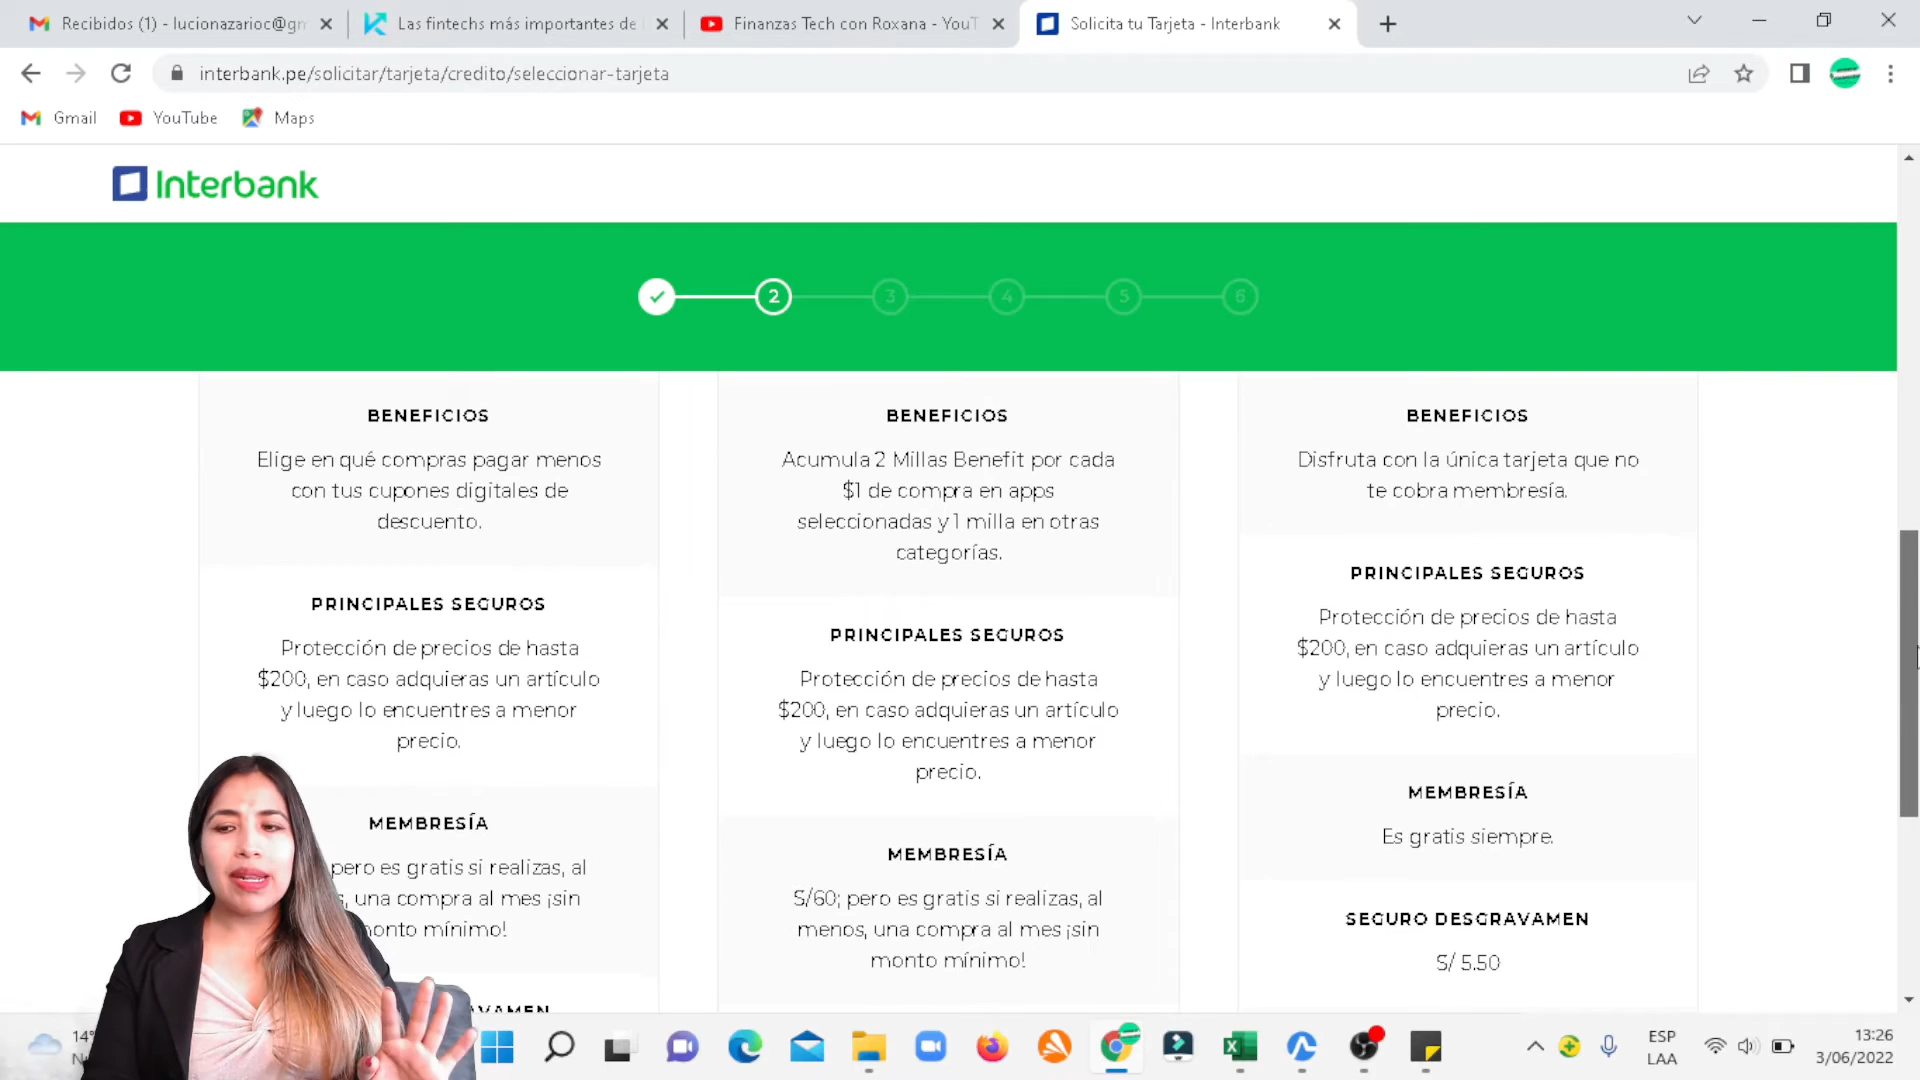 Recibidos (1) - lucionazarioc@gm
Las fintechs más importantes de
Finanzas Tech con Roxana - YouT
Solicita tu Tarjeta - Interbank
interbank.pe/solicitar/tarjeta/credito/seleccionar-tarjeta
Gmail
YouTube
Maps
Interbank
2
3
4
5
6
BENEFICIOS
Elige en qué compras pagar menos
con tus cupones digitales de
descuento.
PRINCIPALES SEGUROS
Protección de precios de hasta
$200, en caso adquieras un artículo
y luego lo encuentres a menor
precio.
MEMBRESÍA
pero es gratis si realizas, al
una compra al mes ¡sin
monto mínimo!
BENEFICIOS
Acumula 2 Millas Benefit por cada
$1 de compra en apps
seleccionadas y 1 milla en otras
categorías.
PRINCIPALES SEGUROS
Protección de precios de hasta
$200, en caso adquieras un artículo
y luego lo encuentres a menor
precio.
MEMBRESÍA
S/60; pero es gratis si realizas, al
menos, una compra al mes ¡sin
monto mínimo!
BENEFICIOS
Disfruta con la única tarjeta que no
te cobra membresía.
PRINCIPALES SEGUROS
Protección de precios de hasta
$200, en caso adquieras un artículo
y luego lo encuentres a menor
precio.
MEMBRESÍA
Es gratis siempre.
SEGURO DESGRAVAMEN
S/ 5.50
14°
ESP
LAA
13:26
3/06/2022